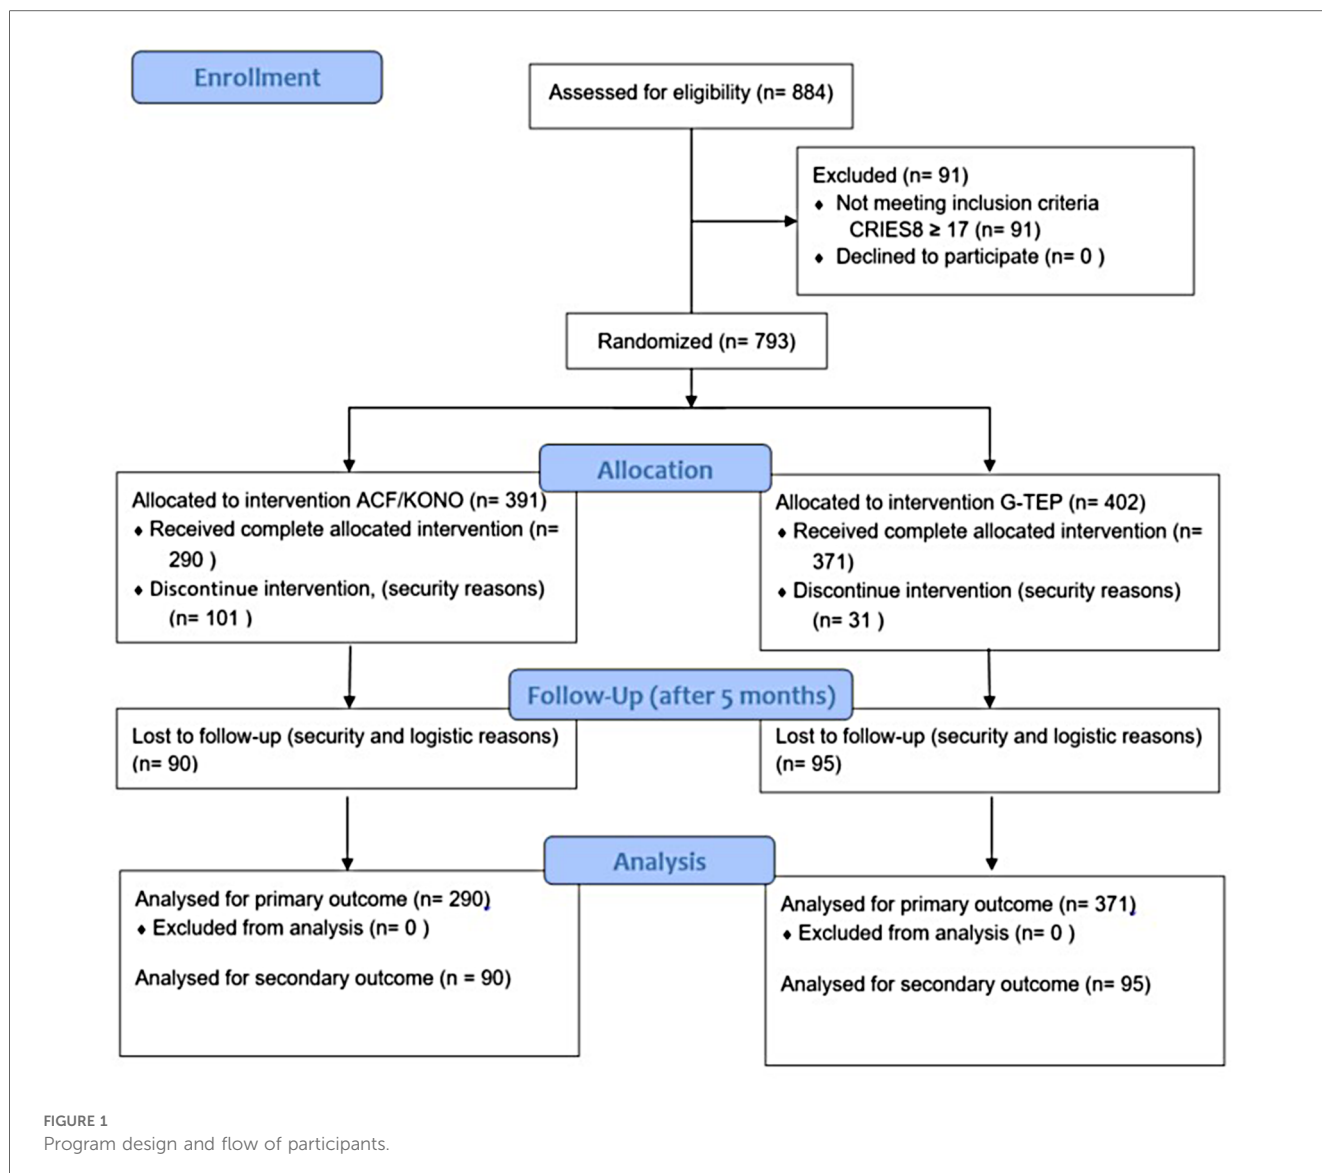 Enrollment
Assessed for eligibility (n= 884)
Excluded (n= 91)
♦ Not meeting inclusion criteria
CRIES8 ≥ 17 (n= 91)
♦ Declined to participate (n= 0 )
Randomized (n= 793)
Allocation
Allocated to intervention ACF/KONO (n= 391)
♦ Received complete allocated intervention (n=
290 )
♦ Discontinue intervention, (security reasons)
(n= 101 )
Allocated to intervention G-TEP (n= 402)
♦ Received complete allocated intervention (n=
371)
♦ Discontinue intervention (security reasons)
(n= 31 )
Follow-Up (after 5 months)
Lost to follow-up (security and logistic reasons)
(n= 90)
Lost to follow-up (security and logistic reasons)
(n= 95)
Analysis
Analysed for primary outcome (n= 290)
♦ Excluded from analysis (n= 0 )
Analysed for secondary outcome (n = 90)
Analysed for primary outcome (n= 371)
♦ Excluded from analysis (n= 0 )
Analysed for secondary outcome (n= 95)
FIGURE 1
Program design and flow of participants.